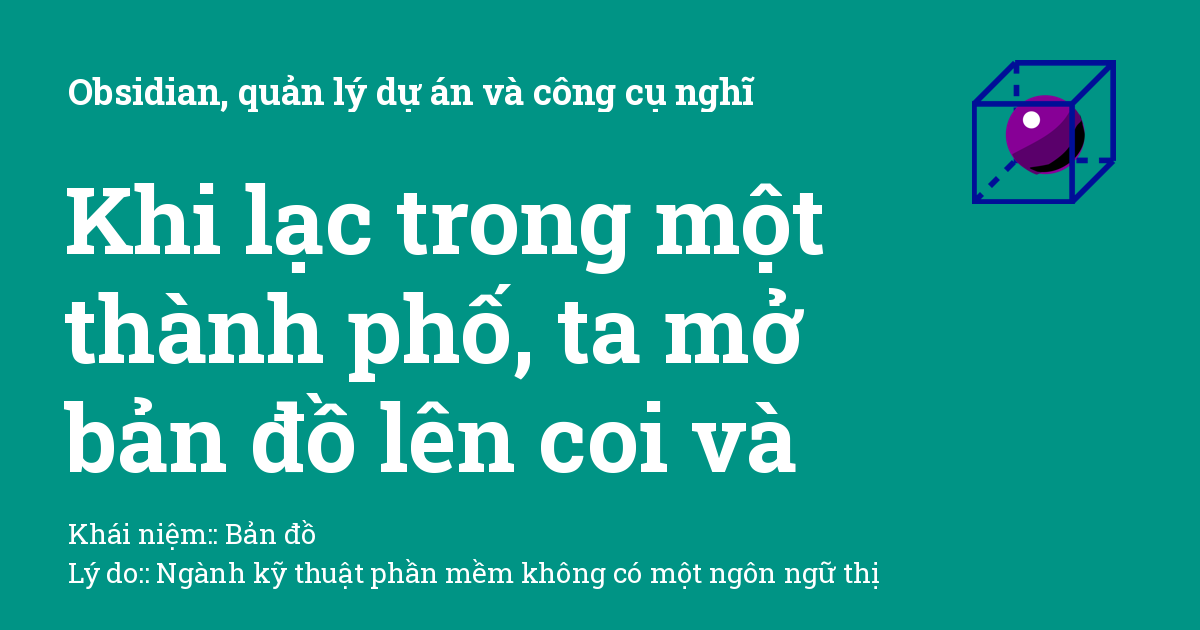 Obsidian, quản lý dự án và công cụ nghĩ
Khi lạc trong một
thành phố, ta mở
bản đồ lên coi và
Khái niệm:: Bản đồ
Lý do:: Ngành kỹ thuật phần mềm không có một ngôn ngữ thị